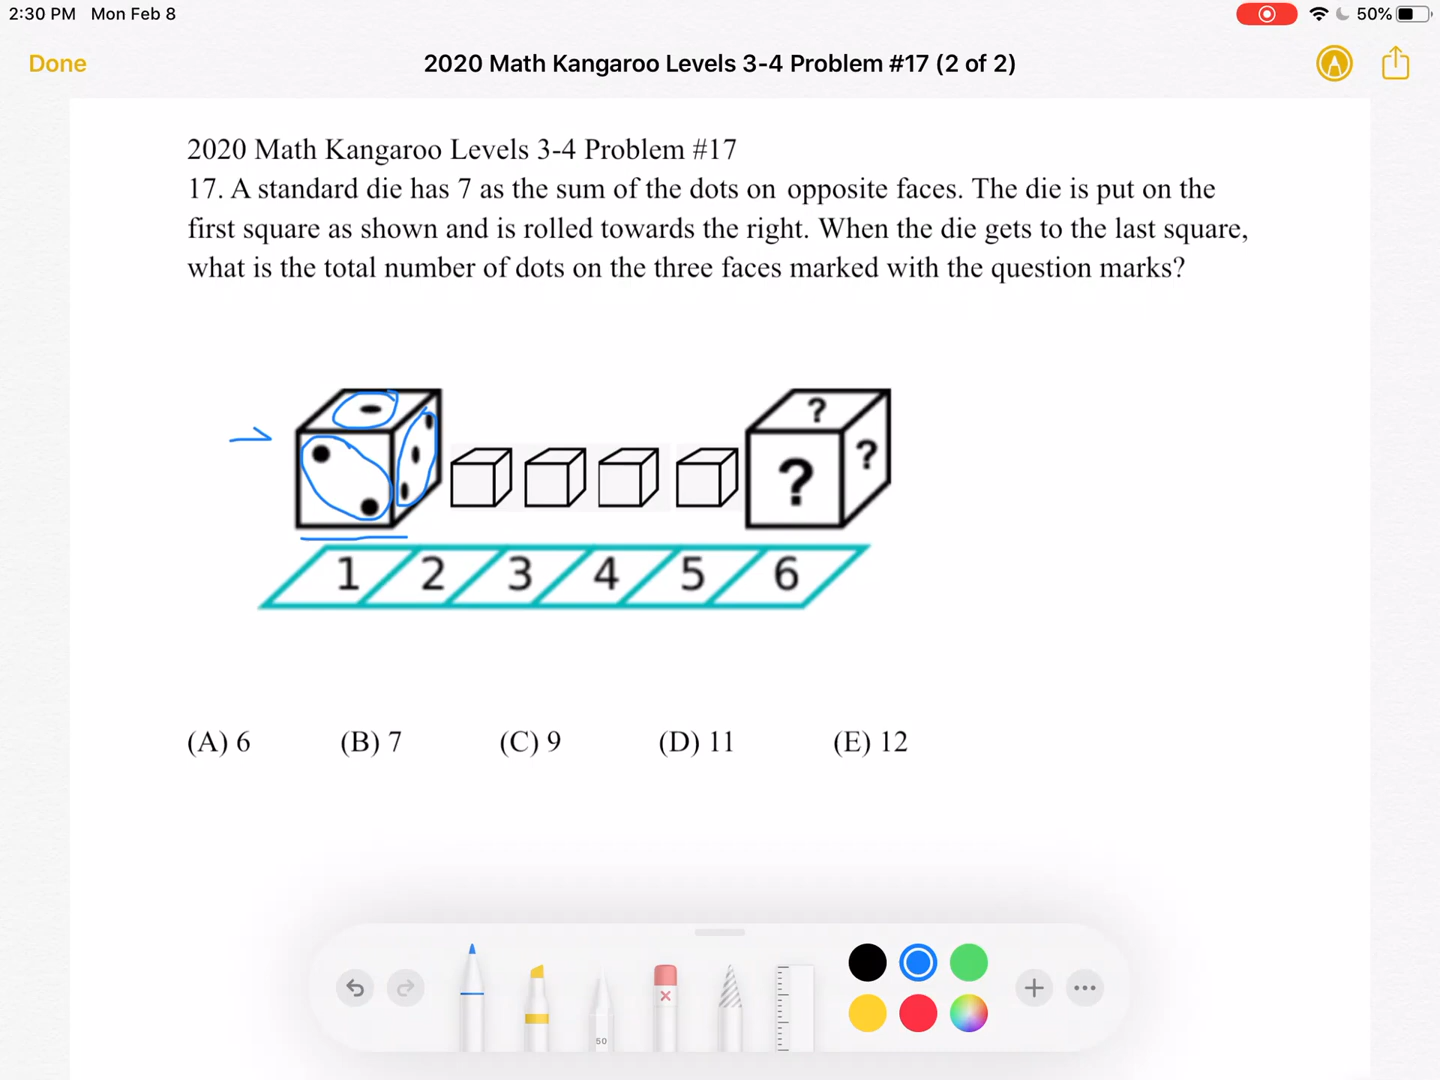 2:30 PM Mon Feb 8
50%
Done
2020 Math Kangaroo Levels 3-4 Problem #17 (2 of 2)
2020 Math Kangaroo Levels 3-4 Problem #17
17. A standard die has 7 as the sum of the dots on opposite faces. The die is put on the
first square as shown and is rolled towards the right. When the die gets to the last square,
what is the total number of dots on the three faces marked with the question marks?
?
? ?
1 2 3 4 5 6
(A) 6 (B) 7 (C) 9 (D) 11 (E) 12
50